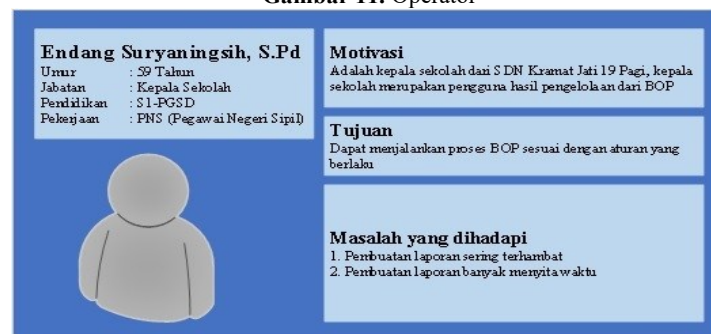 Gambar 11. Operator
Endang Suryaningsih, S.Pd
Umur : 59 Tahun
Jabatan : Kepala Sekolah
Pendidikan : S1-PGSD
Pekerjaan : PNS (Pegawai Negeri Sipil)
Motivasi
Adalah kepala sekolah dari SDN Kramat Jati 19 Pagi, kepala
sekolah merupakan pengguna hasil pengelolaan dari BOP
Tujuan
Dapat menjalankan proses BOP sesuai dengan aturan yang
berlaku
Masalah yang dihadapi
1. Pembuatan laporan sering terhambat
2. Pembuatan laporan banyak menyita waktu